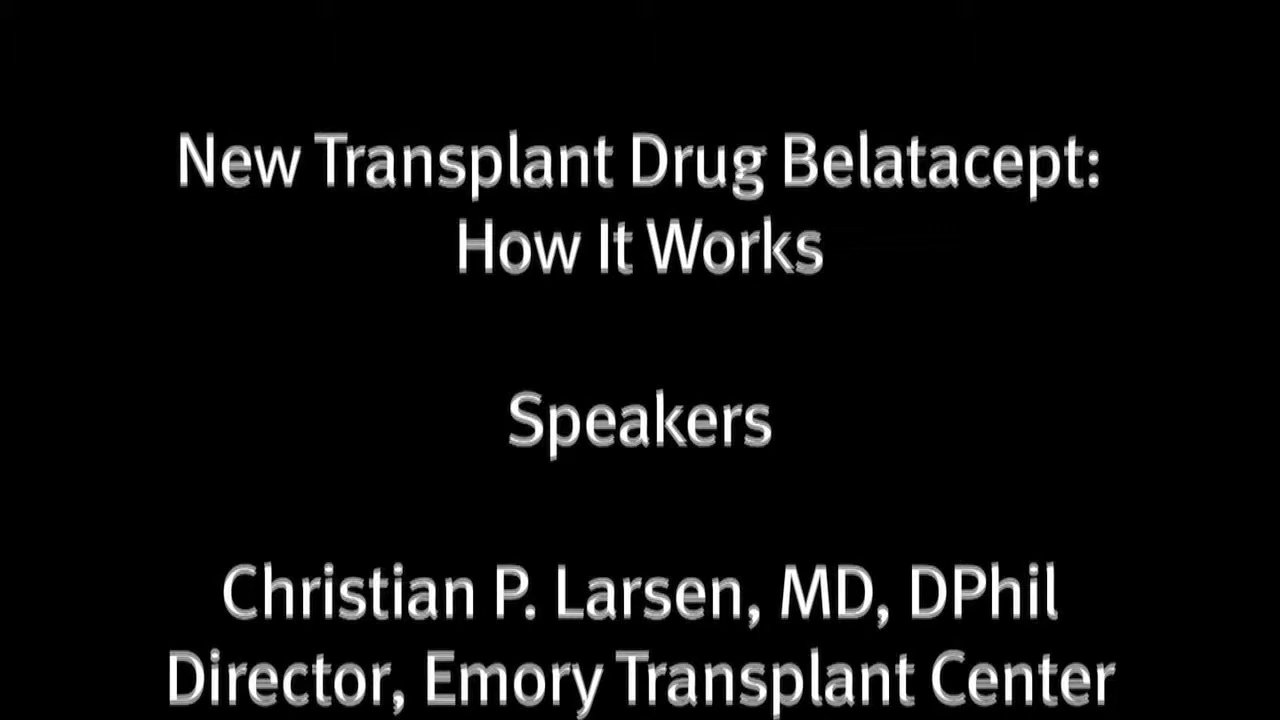 New Transplant Drug Belatacept:
How It Works
Speakers
Christian P. Larsen, MD, DPhil
Director, Emory Transplant Center